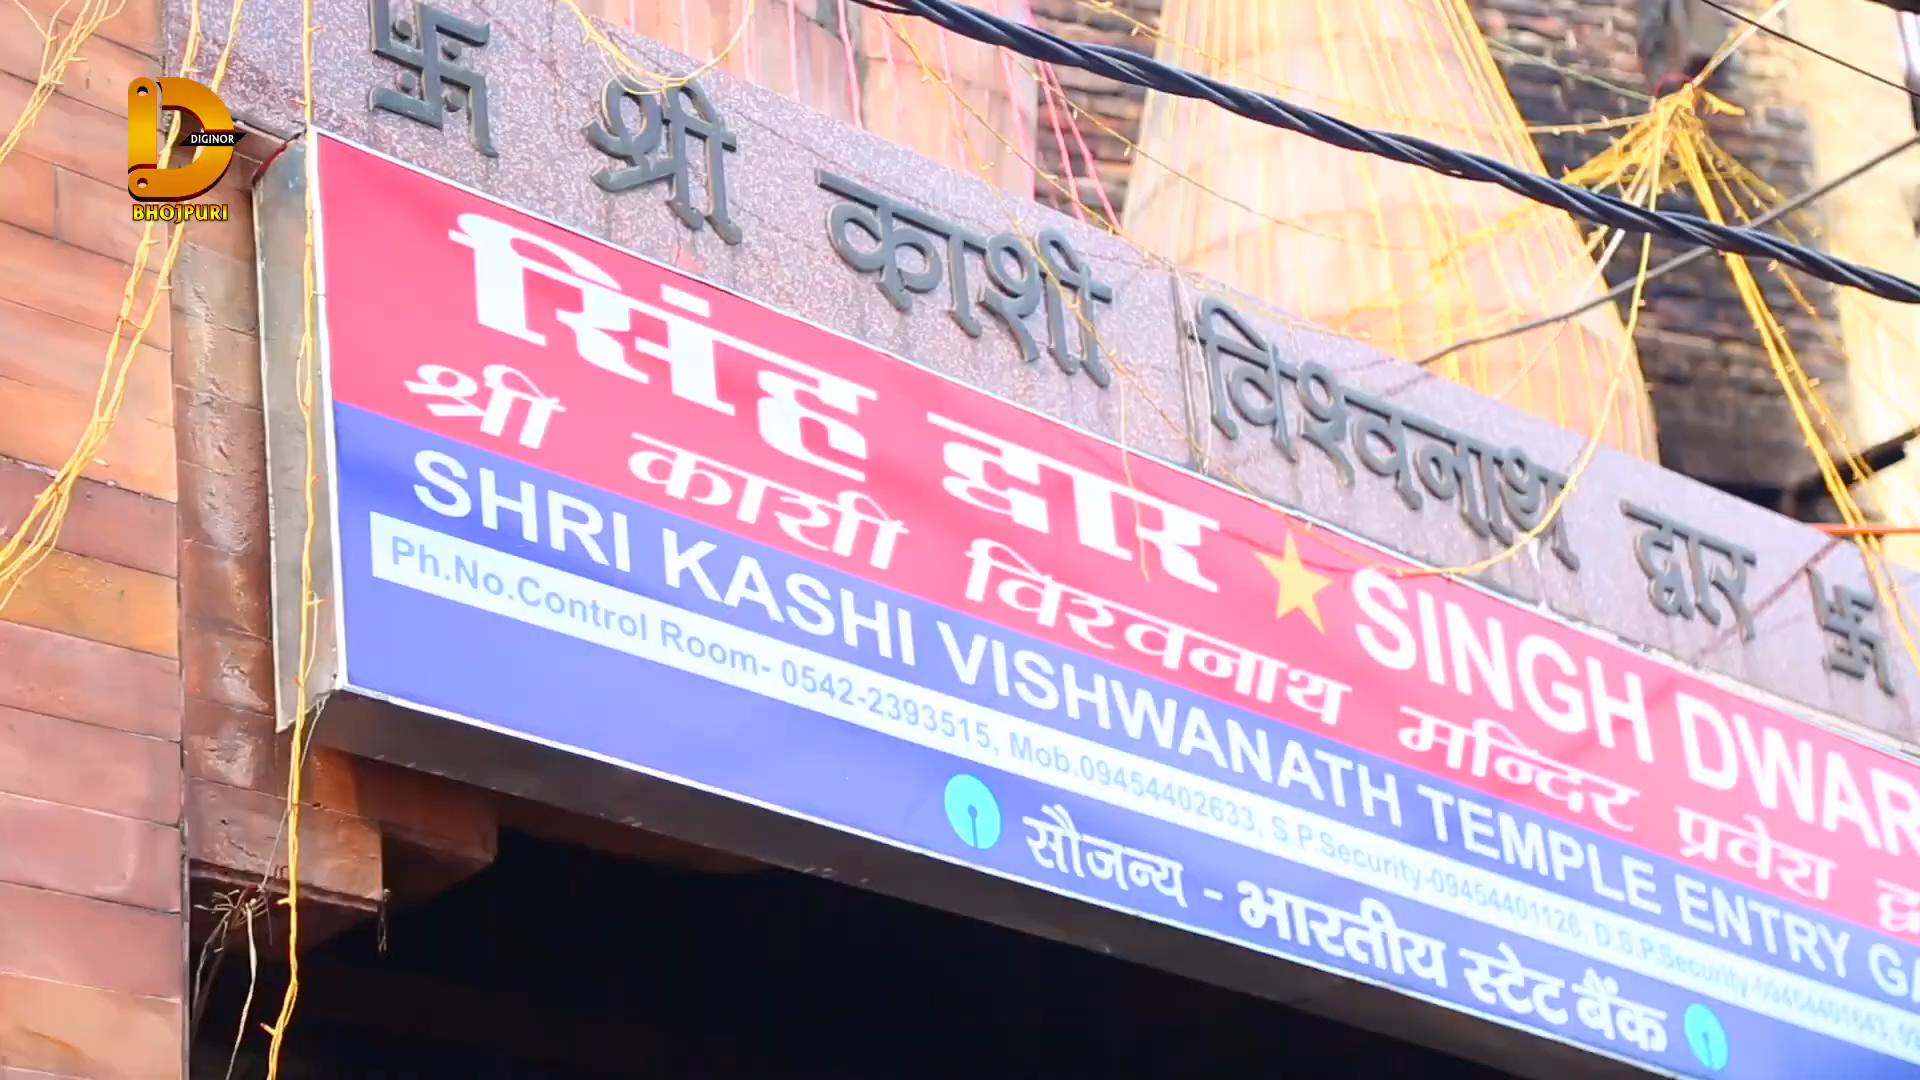 DIGINOR
BHOJPURI
卐 श्री काशी विश्वनाथ द्वार 卐
सिंह द्वार ★ SINGH DWAR
श्री काशी विश्वनाथ मन्दिर प्रवेश
SHRI KASHI VISHWANATH TEMPLE ENTRY
Ph.No.Control Room- 0542-2393515, Mob.09454402633, S.P.Security-09454401126, D.S.P.Security-09454401643,
सौजन्य - भारतीय स्टेट बैंक